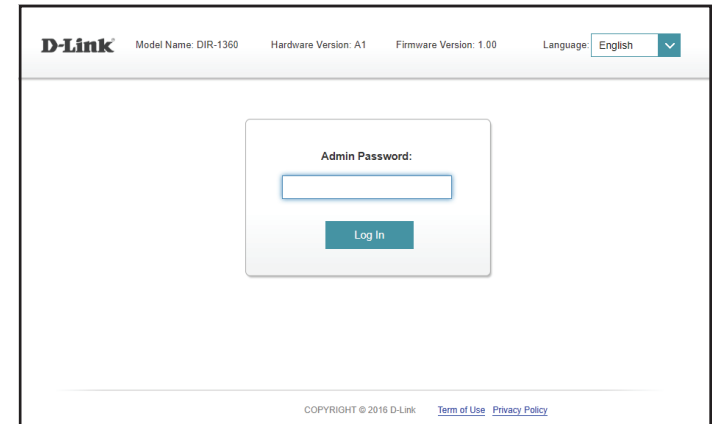 D-Link Model Name: DIR-1360 Hardware Version: A1 Firmware Version: 1.00 Language: English
Admin Password:
Log In
COPYRIGHT © 2016 D-Link Term of Use Privacy Policy